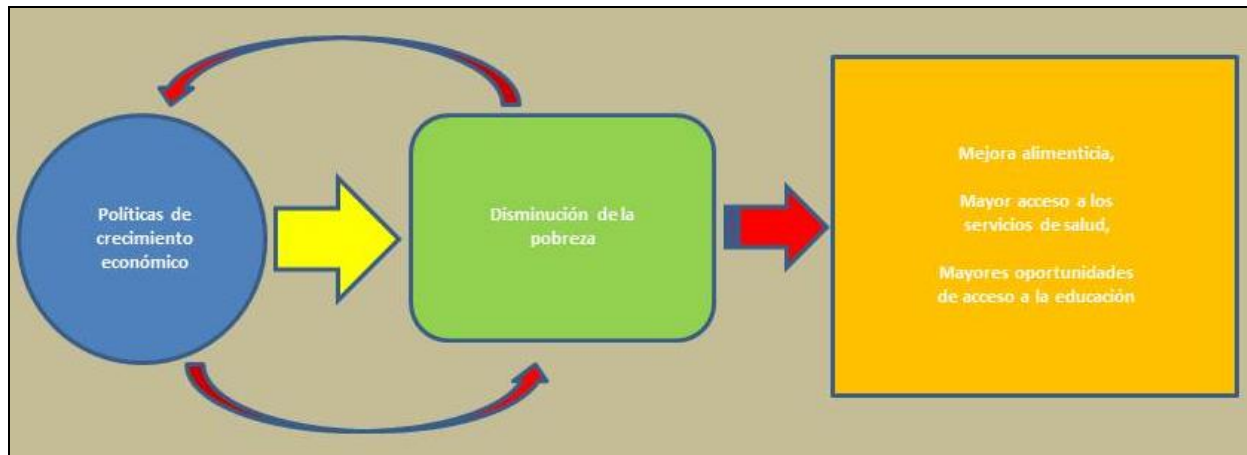 Políticas de
crecimiento
económico
Disminución de la
pobreza
Mejora alimenticia,
Mayor acceso a los
servicios de salud,
Mayores oportunidades
de acceso a la educación